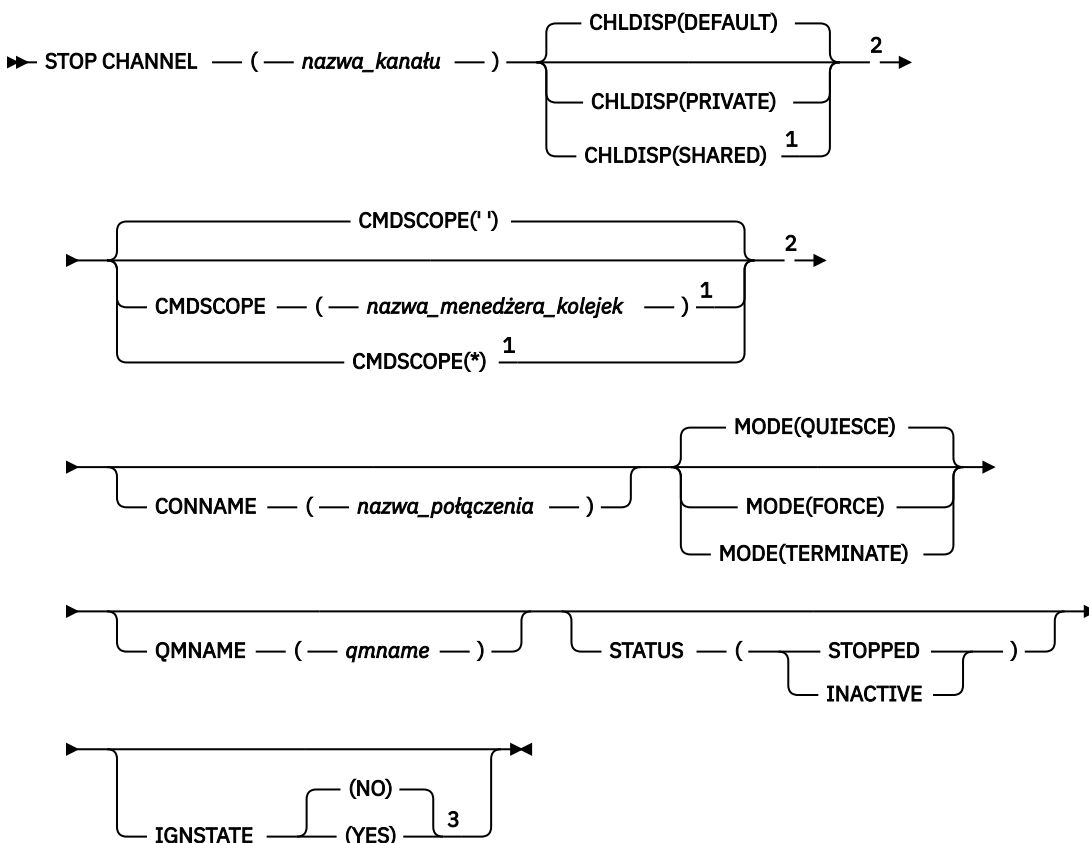 CHLDISP(DEFAULT)
STOP CHANNEL ( nazwa_kanału ) 2
CHLDISP(PRIVATE)
CHLDISP(SHARED) 1
CMDSCOPE(' ')
2
CMDSCOPE ( nazwa_menedżera_kolejek ) 1
CMDSCOPE(*) 1
MODE(QUIESCE)
CONNAME ( nazwa_połączenia ) MODE(FORCE)
MODE(TERMINATE)
QMNAME ( qmname ) STATUS ( STOPPED )
INACTIVE
(NO)
IGNSTATE (YES) 3